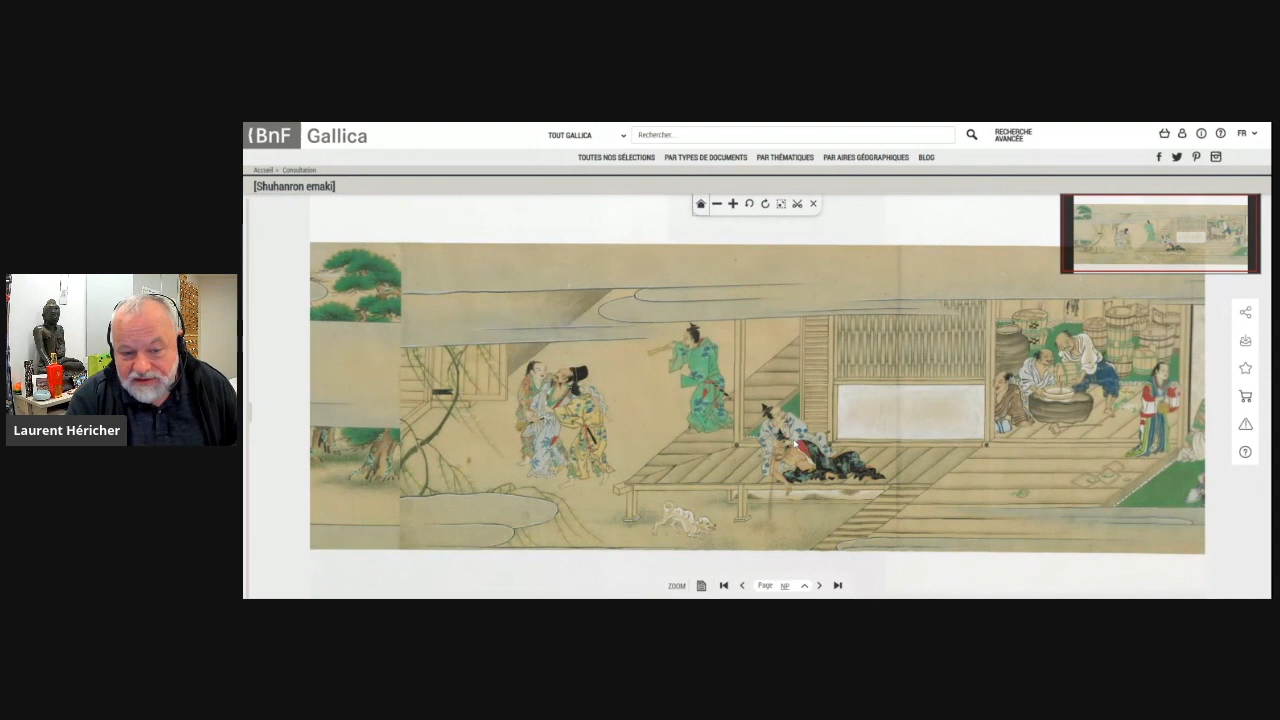 (BnF Gallica
TOUT GALLICA
Rechercher...
RECHERCHE
AVANCÉE
FR
TOUTES NOS SÉLECTIONS PAR TYPES DE DOCUMENTS PAR THÉMATIQUES PAR AIRES GÉOGRAPHIQUES BLOG
Accueil › Consultation
[Shuhanron emaki]
Laurent Héricher
ZOOM Page NP